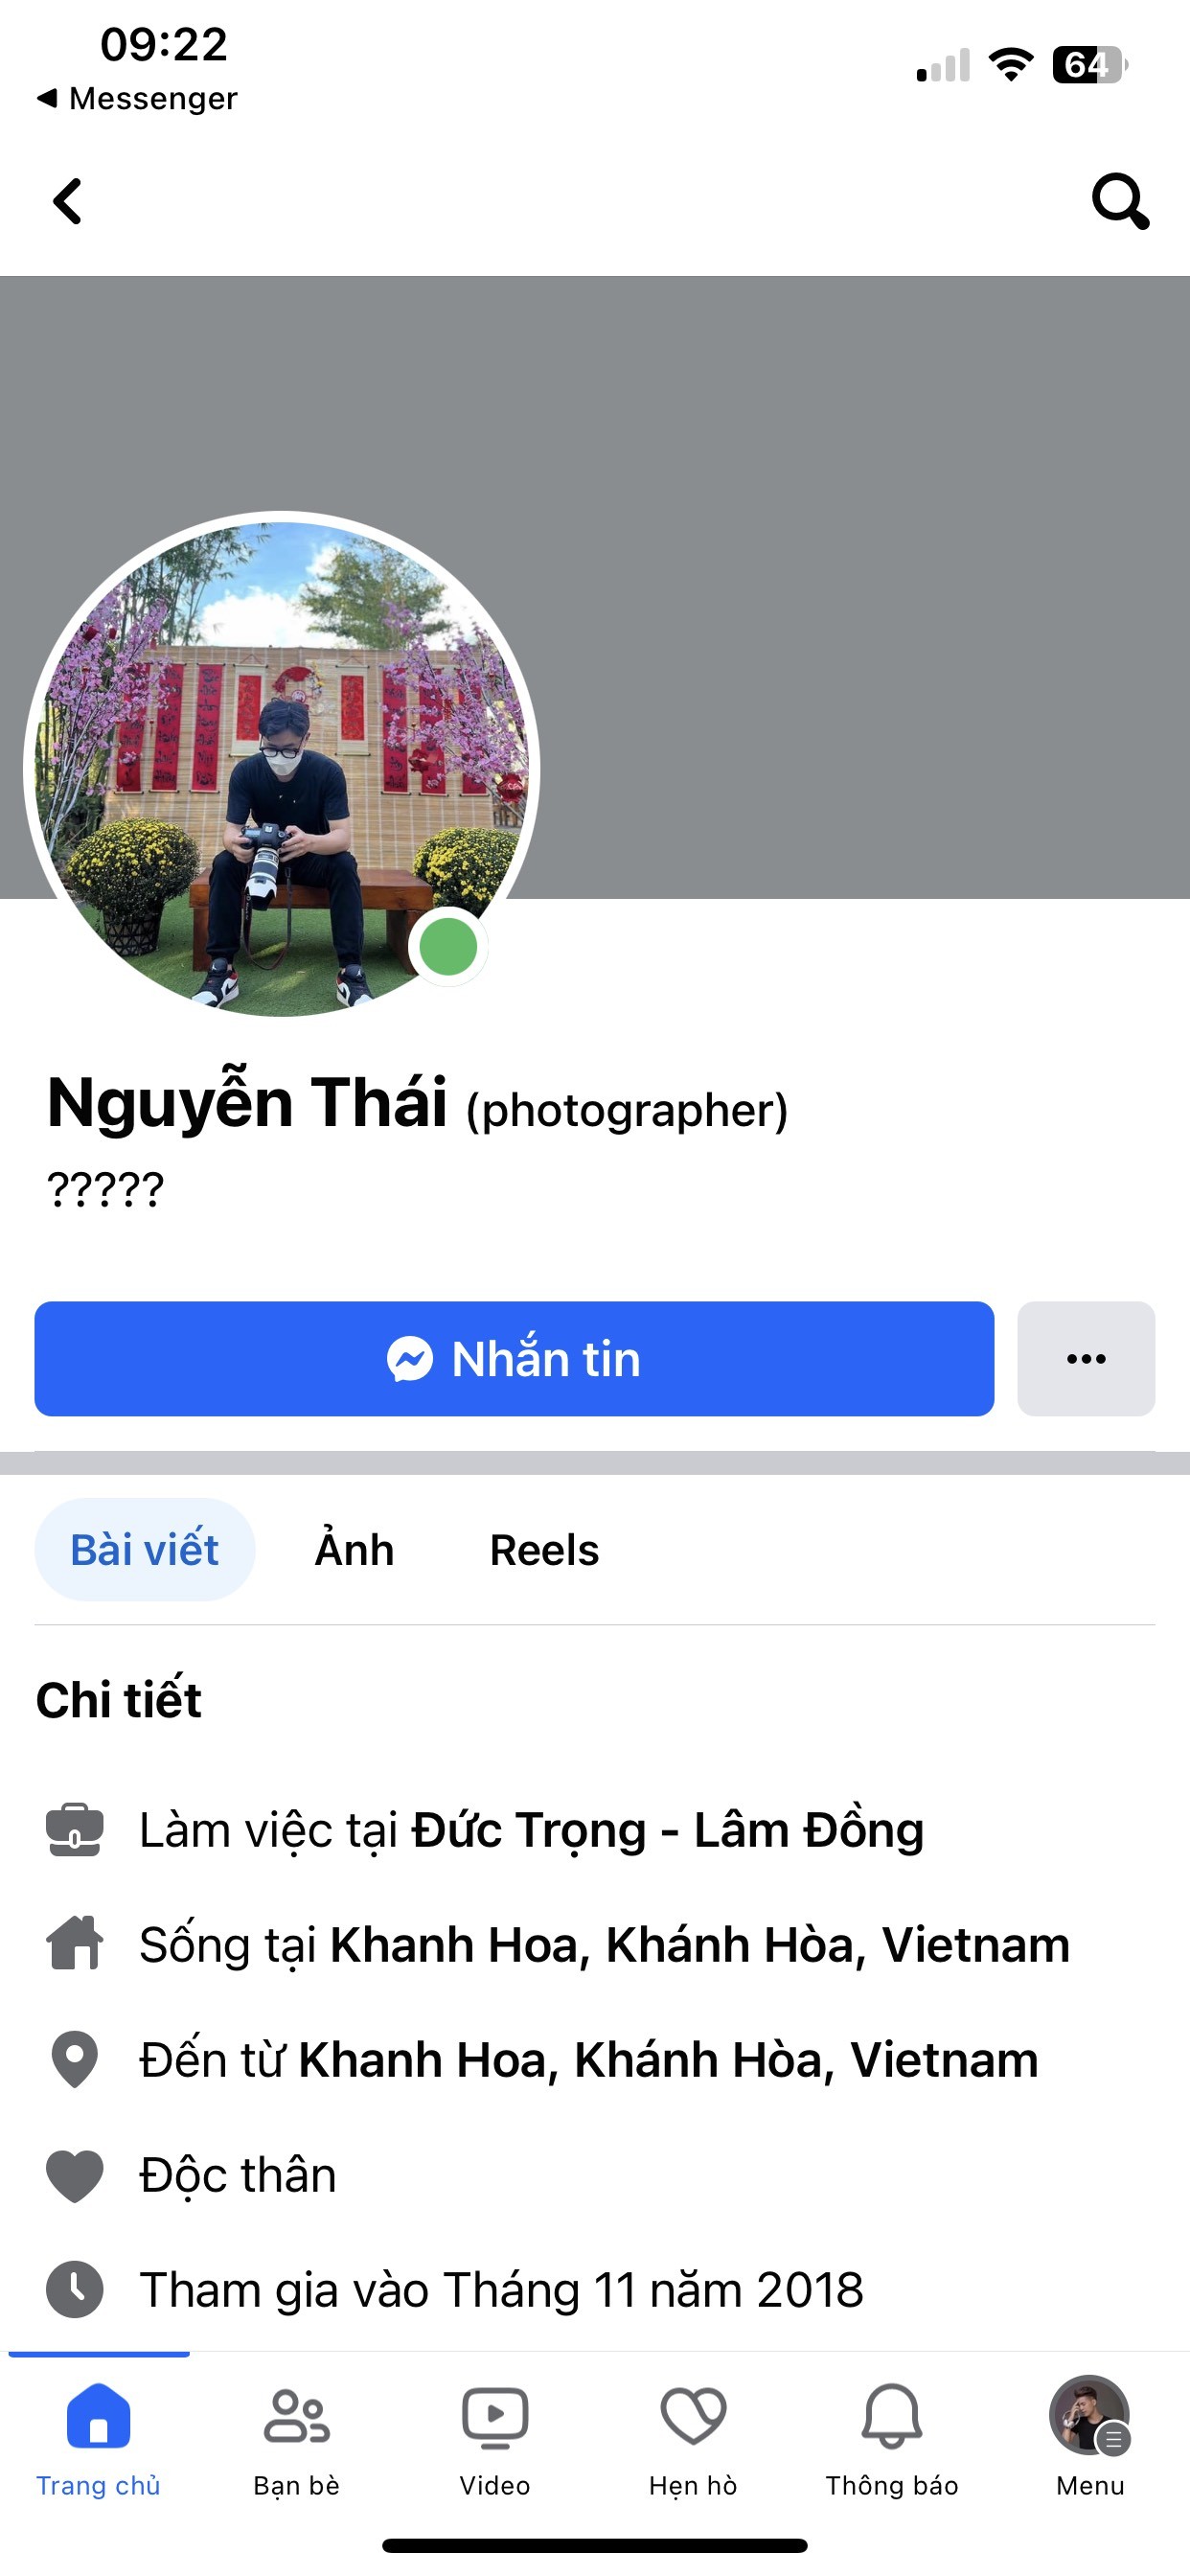 09:22
64
◀ Messenger
Nguyễn Thái (photographer)
?????
Nhắn tin
Bài viết Ảnh Reels
Chi tiết
Làm việc tại Đức Trọng - Lâm Đồng
Sống tại Khanh Hoa, Khánh Hòa, Vietnam
Đến từ Khanh Hoa, Khánh Hòa, Vietnam
Độc thân
Tham gia vào Tháng 11 năm 2018
Trang chủ Bạn bè Video Hẹn hò Thông báo Menu